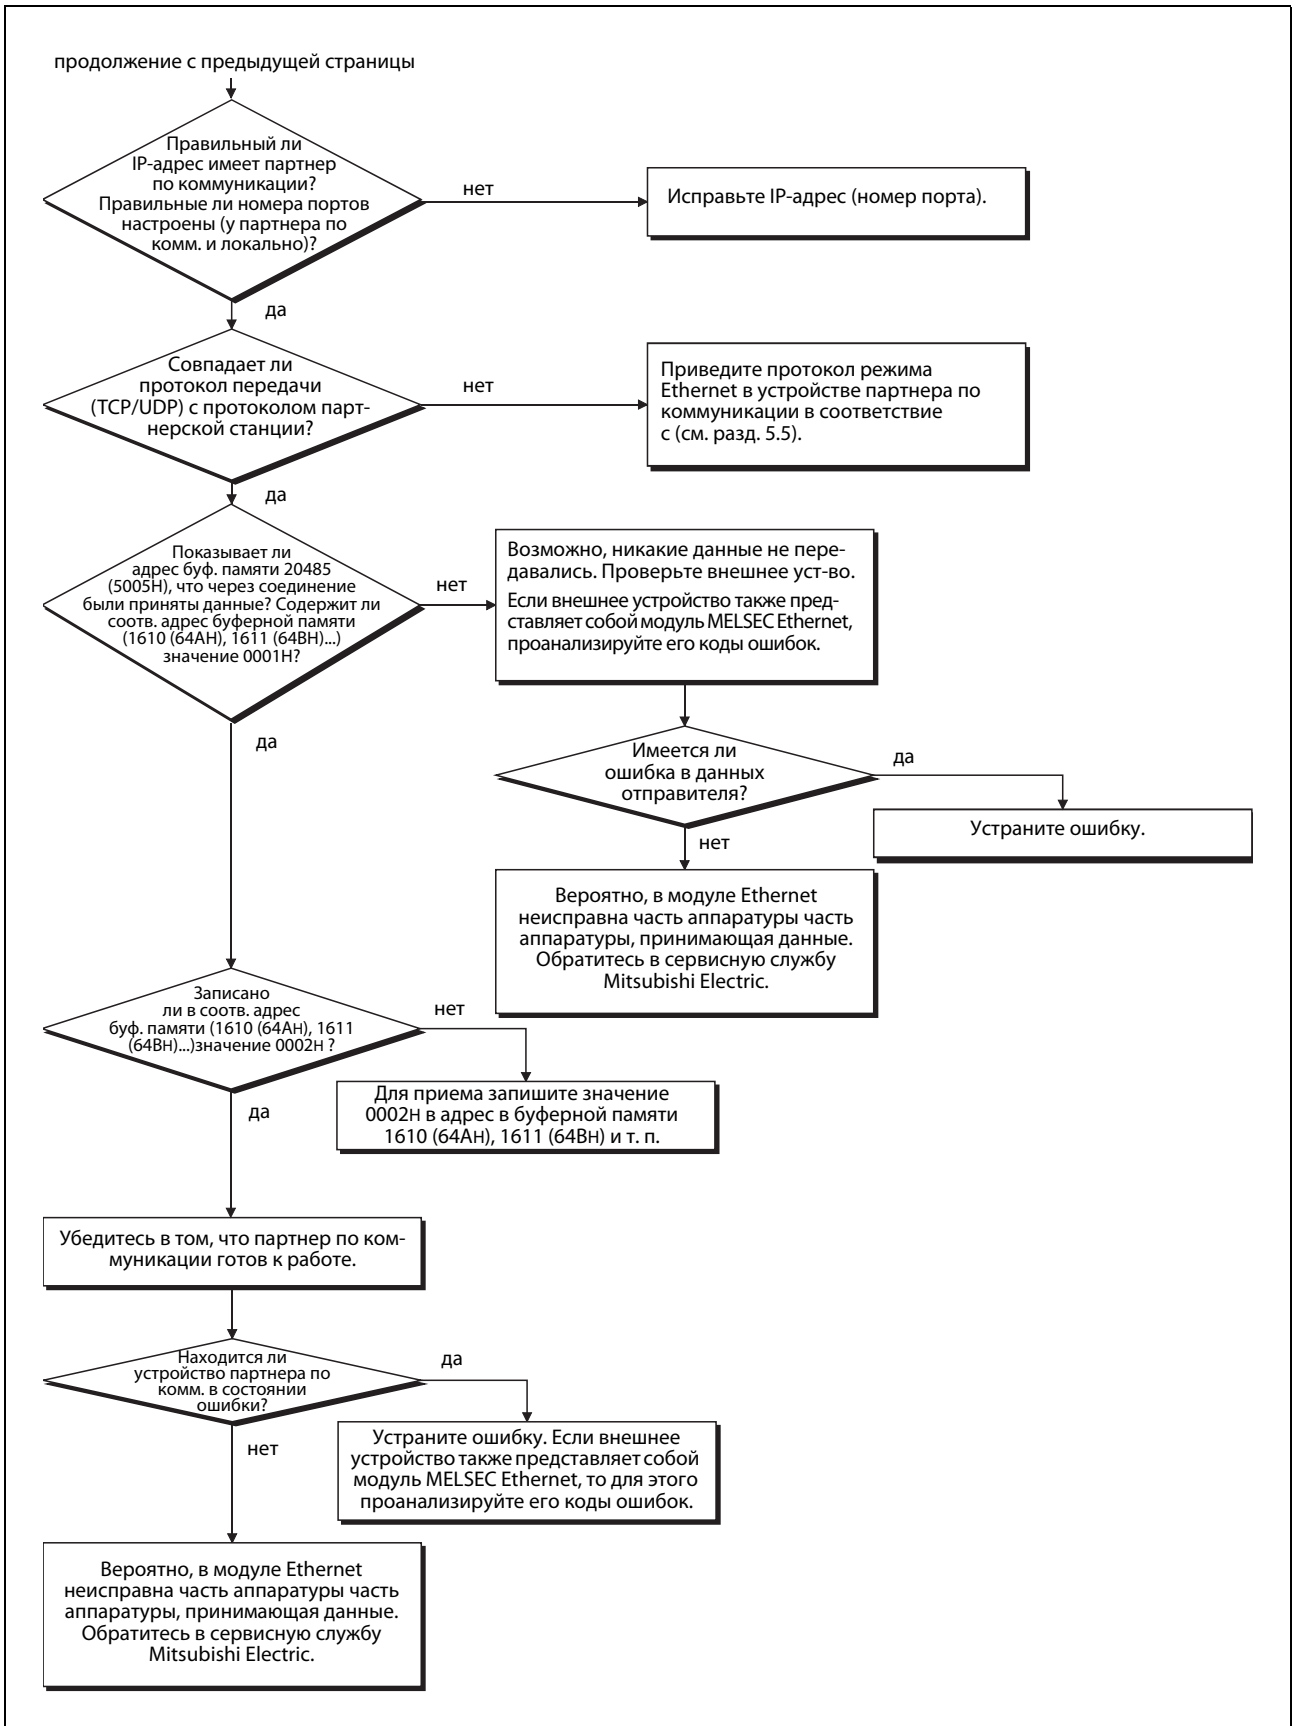 продолжение с предыдущей страницы
Правильный ли
IP-адрес имеет партнер
по коммуникации?
Правильные ли номера портов
настроены (у партнера по
комм. и локально)?
нет
Исправьте IP-адрес (номер порта).
да
Совпадает ли
протокол передачи
(TCP/UDP) с протоколом парт-
нерской станции?
нет
Приведите протокол режима
Ethernet в устройстве партнера по
коммуникации в соответствие
с (см. разд. 5.5).
да
Показывает ли
адрес буф. памяти 20485
(5005H), что через соединение
были приняты данные? Содержит ли
соотв. адрес буферной памяти
(1610 (64AH), 1611 (64BH)...)
значение 0001H?
нет
Возможно, никакие данные не пере-
давались. Проверьте внешнее уст-во.
Если внешнее устройство также пред-
ставляет собой модуль MELSEC Ethernet,
проанализируйте его коды ошибок.
да
Имеется ли
ошибка в данных
отправителя?
да
Устраните ошибку.
нет
Вероятно, в модуле Ethernet
неисправна часть аппаратуры часть
аппаратуры, принимающая данные.
Обратитесь в сервисную службу
Mitsubishi Electric.
Записано
ли в соотв. адрес
буф. памяти (1610 (64AH), 1611
(64BH)...)значение 0002H ?
нет
Для приема запишите значение
0002H в адрес в буферной памяти
1610 (64AH), 1611 (64BH) и т. п.
да
Убедитесь в том, что партнер по ком-
муникации готов к работе.
Находится ли
устройство партнера по
комм. в состоянии
ошибки?
да
Устраните ошибку. Если внешнее
устройство также представляет собой
модуль MELSEC Ethernet, то для этого
проанализируйте его коды ошибок.
нет
Вероятно, в модуле Ethernet
неисправна часть аппаратуры часть
аппаратуры, принимающая данные.
Обратитесь в сервисную службу
Mitsubishi Electric.